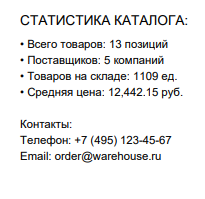 СТАТИСТИКА КАТАЛОГА:
• Всего товаров: 13 позиций
• Поставщиков: 5 компаний
• Товаров на складе: 1109 ед.
• Средняя цена: 12,442.15 руб.
Контакты:
Телефон: +7 (495) 123-45-67
Email: order@warehouse.ru